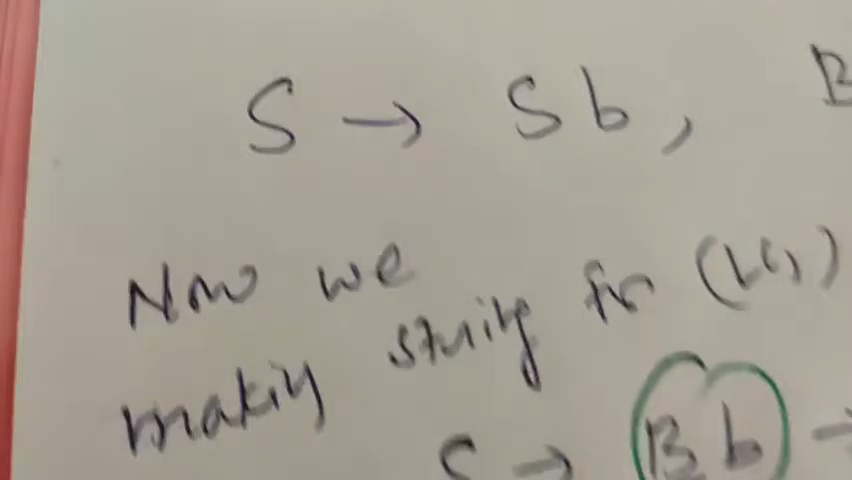 S → Sb, B
Now we
making string for
S → Bb →